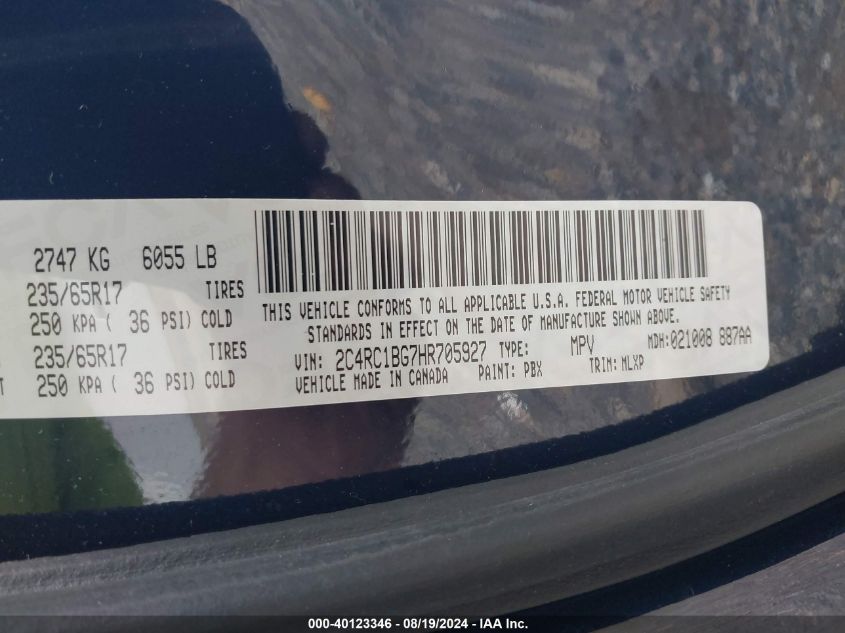 2747 KG 6055 LB
235/65R17 TIRES
250 KPA ( 36 PSI) COLD
235/65R17 TIRES
250 KPA ( 36 PSI) COLD
THIS VEHICLE CONFORMS TO ALL APPLICABLE U.S.A. FEDERAL MOTOR VEHICLE SAFETY
STANDARDS IN EFFECT ON THE DATE OF MANUFACTURE SHOWN ABOVE.
VIN: 2C4RC1BG7HR705927 TYPE: MPV MDH:021008 887AA
VEHICLE MADE IN CANADA PAINT: PBX TRIM: MLXP
000-40123346 - 08/19/2024 - IAA Inc.